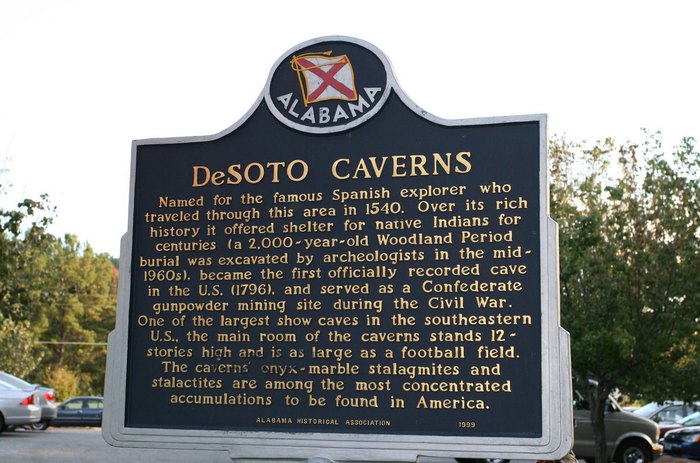 ALABAMA
DeSOTO CAVERNS
Named for the famous Spanish explorer who
traveled through this area in 1540. Over its rich
history it offered shelter for native Indians for
centuries (a 2,000-year-old Woodland Period
burial was excavated by archeologists in the mid-
1960s), became the first officially recorded cave
in the U.S. (1796), and served as a Confederate
gunpowder mining site during the Civil War.
One of the largest show caves in the southeastern
U.S., the main room of the caverns stands 12-
stories high and is as large as a football field.
The caverns' onyx-marble stalagmites and
stalactites are among the most concentrated
accumulations to be found in America.
ALABAMA HISTORICAL ASSOCIATION 1999